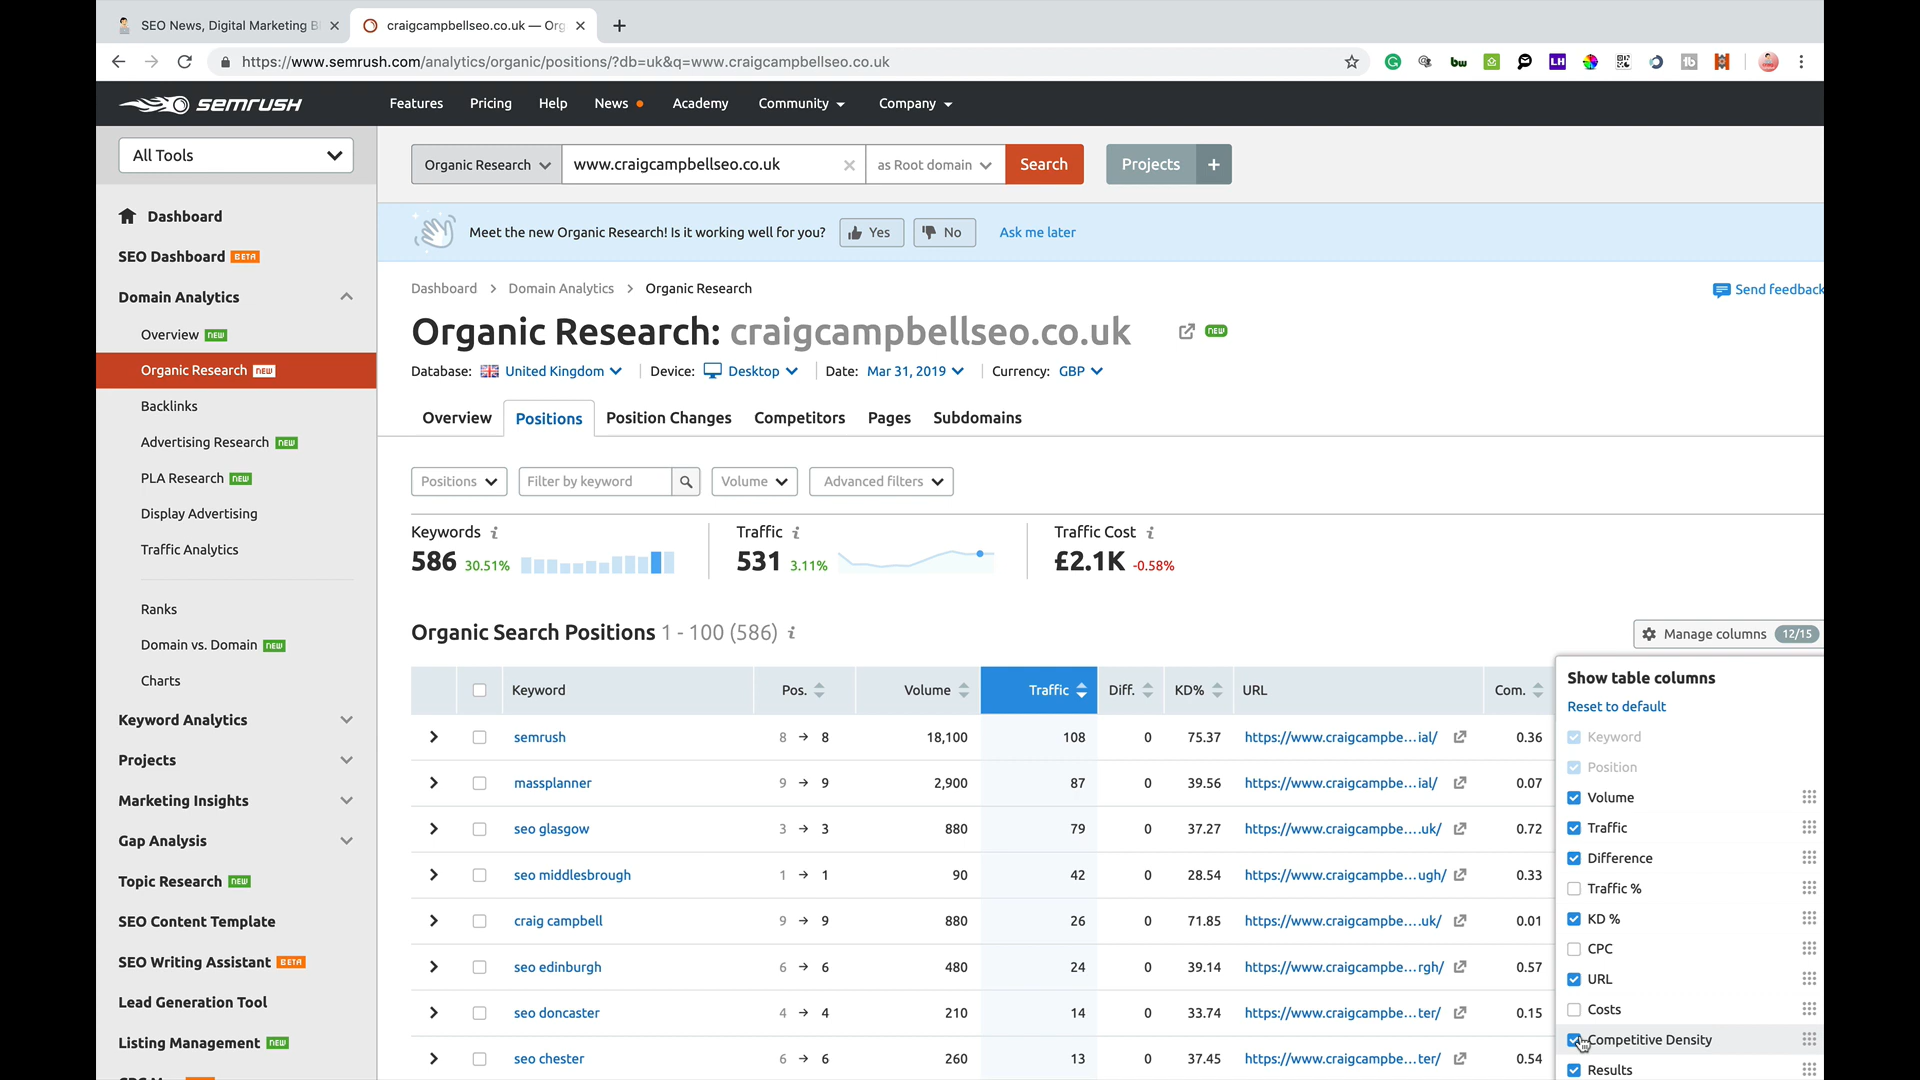 SEO News, Digital Marketing B
craigcampbellseo.co.uk — Org
https://www.semrush.com/analytics/organic/positions/?db=uk&q=www.craigcampbellseo.co.uk
bw
LH
tb
SEMRUSH
Features
Pricing
Help
News
Academy
Community
Company
All Tools
Organic Research
www.craigcampbellseo.co.uk
as Root domain
Search
Projects
+
Dashboard
SEO Dashboard BETA
Domain Analytics
Overview NEW
Organic Research NEW
Backlinks
Advertising Research NEW
PLA Research NEW
Display Advertising
Traffic Analytics
Ranks
Domain vs. Domain NEW
Charts
Keyword Analytics
Projects
Marketing Insights
Gap Analysis
Topic Research NEW
SEO Content Template
SEO Writing Assistant BETA
Lead Generation Tool
Listing Management NEW
Meet the new Organic Research! Is it working well for you?
Yes
No
Ask me later
Dashboard > Domain Analytics > Organic Research
Send feedback
Organic Research: craigcampbellseo.co.uk NEW
Database: United Kingdom
Device: Desktop
Date: Mar 31, 2019
Currency: GBP
Overview
Positions
Position Changes
Competitors
Pages
Subdomains
Positions
Filter by keyword
Volume
Advanced filters
Keywords i
586 30.51%
Traffic i
531 3.11%
Traffic Cost i
£2.1K -0.58%
Organic Search Positions 1 - 100 (586) i
Manage columns 12/15
Keyword Pos. Volume Traffic Diff. KD% URL Com.
semrush 8 → 8 18,100 108 0 75.37 https://www.craigcampbe...ial/ 0.36
massplanner 9 → 9 2,900 87 0 39.56 https://www.craigcampbe...ial/ 0.07
seo glasgow 3 → 3 880 79 0 37.27 https://www.craigcampbe....uk/ 0.72
seo middlesbrough 1 → 1 90 42 0 28.54 https://www.craigcampbe...ugh/ 0.33
craig campbell 9 → 9 880 26 0 71.85 https://www.craigcampbe....uk/ 0.01
seo edinburgh 6 → 6 480 24 0 39.14 https://www.craigcampbe...rgh/ 0.57
seo doncaster 4 → 4 210 14 0 33.74 https://www.craigcampbe...ter/ 0.15
seo chester 6 → 6 260 13 0 37.45 https://www.craigcampbe...ter/ 0.54
Show table columns
Reset to default
Keyword
Position
Volume
Traffic
Difference
Traffic %
KD %
CPC
URL
Costs
Competitive Density
Results